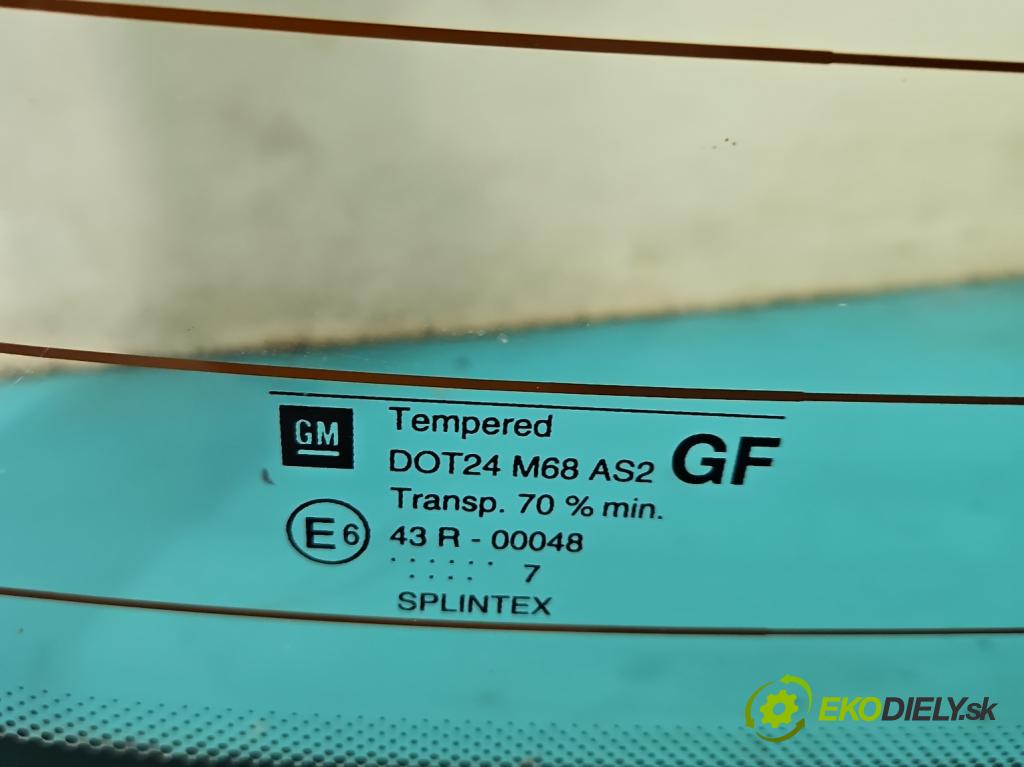 GM
Tempered
DOT24 M68 AS2 GF
Transp. 70 % min.
E6 43 R - 00048
.......... 7
SPLINTEX
EKODIELY.sk